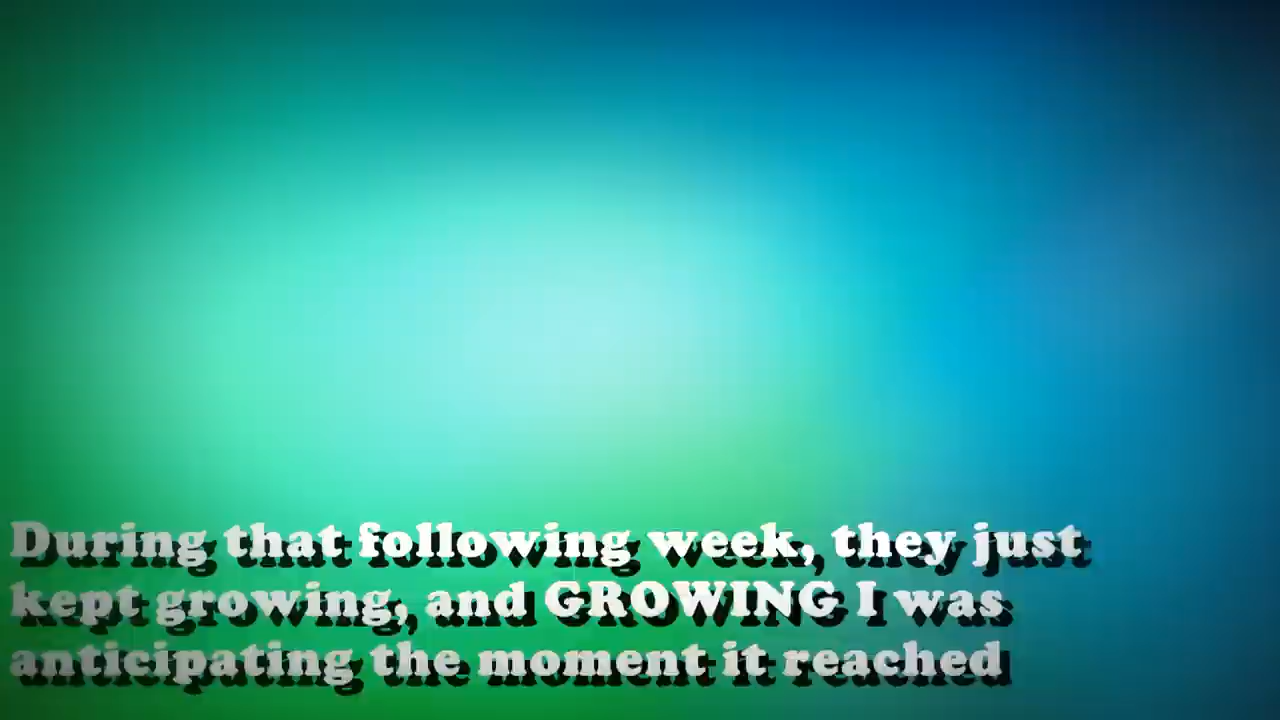 During that following week, they just
kept growing, and GROWING I was
anticipating the moment it reached